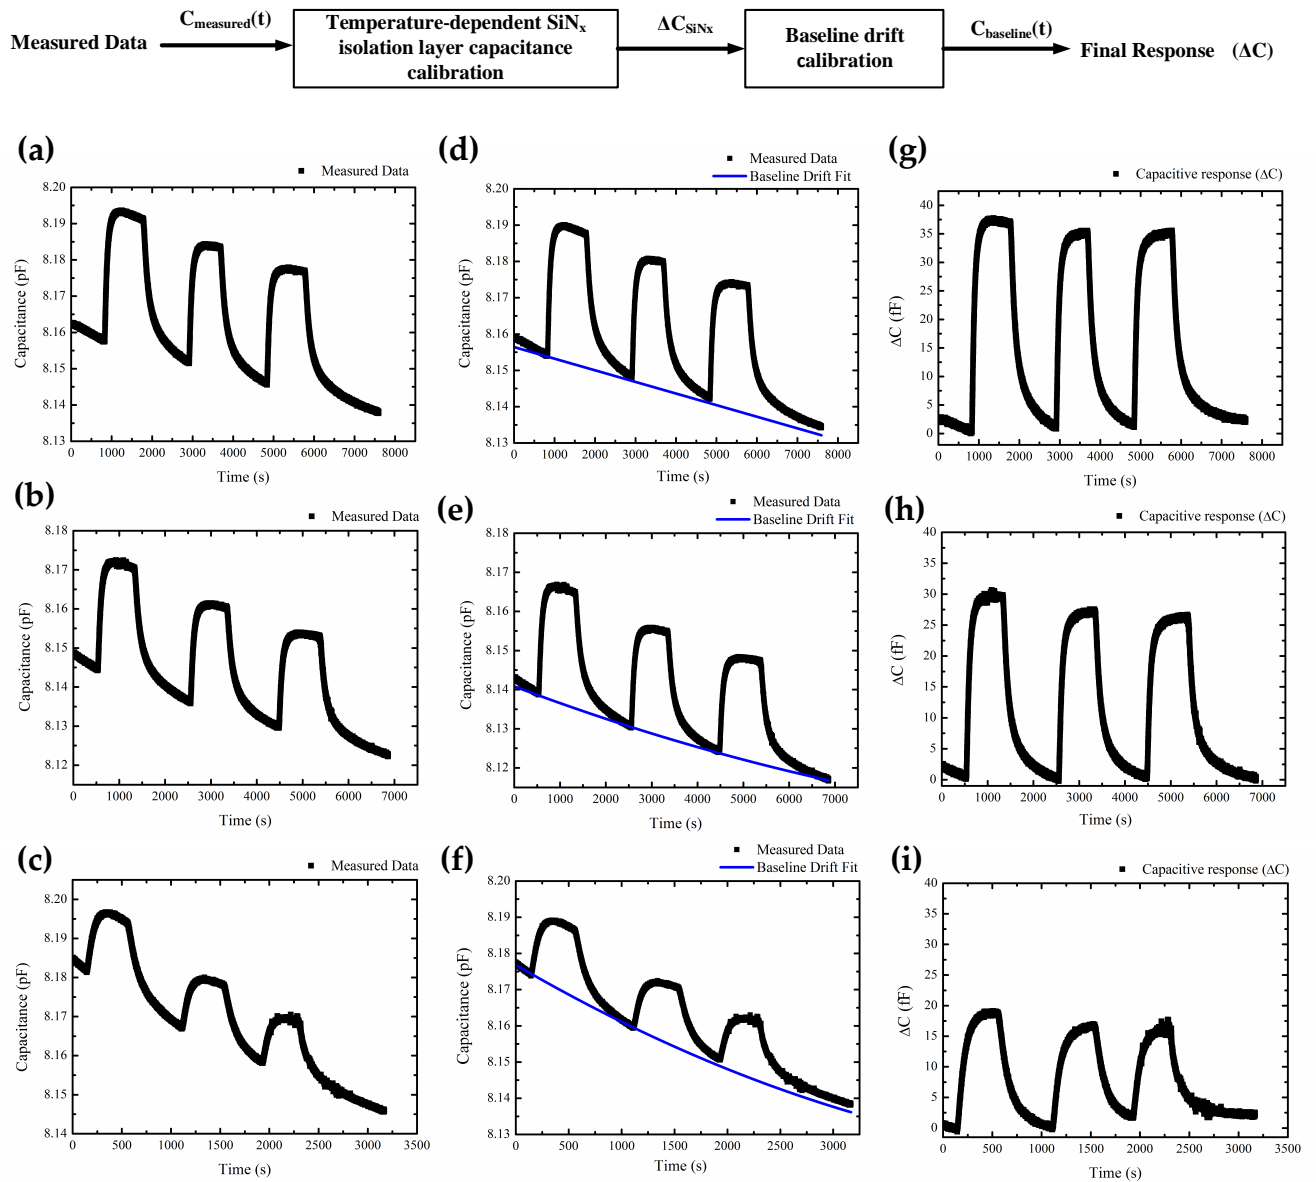 Measured Data
C_measured(t)
Temperature-dependent SiN_x
isolation layer capacitance
calibration
ΔC_SiNx
Baseline drift
calibration
C_baseline(t)
Final Response (ΔC)
(a)
Measured Data
8.20
8.19
8.18
8.17
8.16
8.15
8.14
8.13
Capacitance (pF)
0 1000 2000 3000 4000 5000 6000 7000 8000
Time (s)
(d)
Measured Data
Baseline Drift Fit
8.20
8.19
8.18
8.17
8.16
8.15
8.14
8.13
Capacitance (pF)
0 1000 2000 3000 4000 5000 6000 7000 8000
Time (s)
(g)
Capacitive response (ΔC)
40
35
30
25
20
15
10
5
0
ΔC (fF)
0 1000 2000 3000 4000 5000 6000 7000 8000
Time (s)
(b)
Measured Data
8.18
8.17
8.16
8.15
8.14
8.13
8.12
Capacitance (pF)
0 1000 2000 3000 4000 5000 6000 7000
Time (s)
(e)
Measured Data
Baseline Drift Fit
8.18
8.17
8.16
8.15
8.14
8.13
8.12
Capacitance (pF)
0 1000 2000 3000 4000 5000 6000 7000
Time (s)
(h)
Capacitive response (ΔC)
40
35
30
25
20
15
10
5
0
ΔC (fF)
0 1000 2000 3000 4000 5000 6000 7000
Time (s)
(c)
Measured Data
8.20
8.19
8.18
8.17
8.16
8.15
8.14
Capacitance (pF)
0 500 1000 1500 2000 2500 3000 3500
Time (s)
(f)
Measured Data
Baseline Drift Fit
8.20
8.19
8.18
8.17
8.16
8.15
8.14
8.13
Capacitance (pF)
0 500 1000 1500 2000 2500 3000
Time (s)
(i)
Capacitive response (ΔC)
40
35
30
25
20
15
10
5
0
ΔC (fF)
0 500 1000 1500 2000 2500 3000 3500
Time (s)